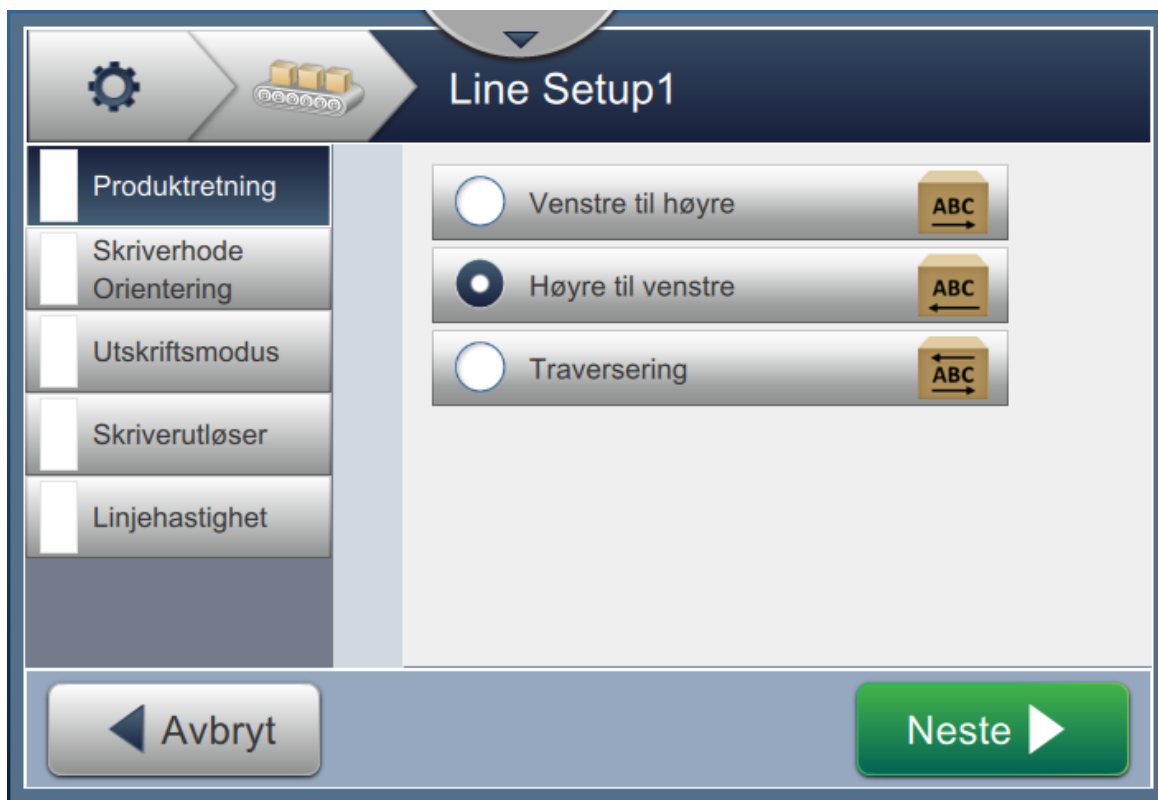 Line Setup1
Produktretning
Skriverhode
Orientering
Utskriftsmodus
Skriverutløser
Linjehastighet
Venstre til høyre
ABC
Høyre til venstre
ABC
Traversering
ABC
Avbryt
Neste